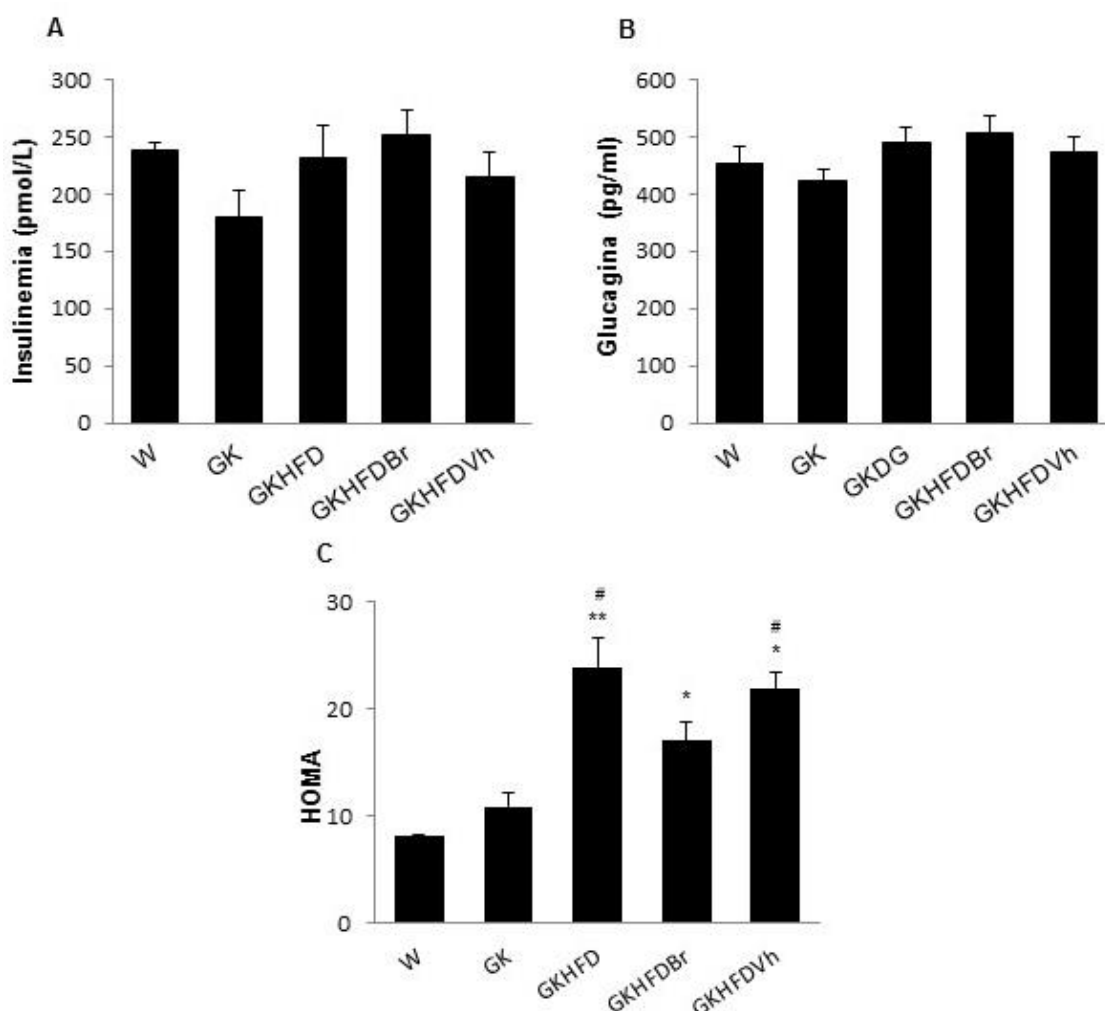 A
Insulinemia (pmol/L)
300
250
200
150
100
50
0
W
GK
GKHFD
GKHFDBr
GKHFDVh
B
Glucagina (pg/ml)
600
500
400
300
200
100
0
W
GK
GKDG
GKHFDBr
GKHFDVh
C
HOMA
30
20
10
0
#
**
*
#
*
W
GK
GKHFD
GKHFDBr
GKHFDVh